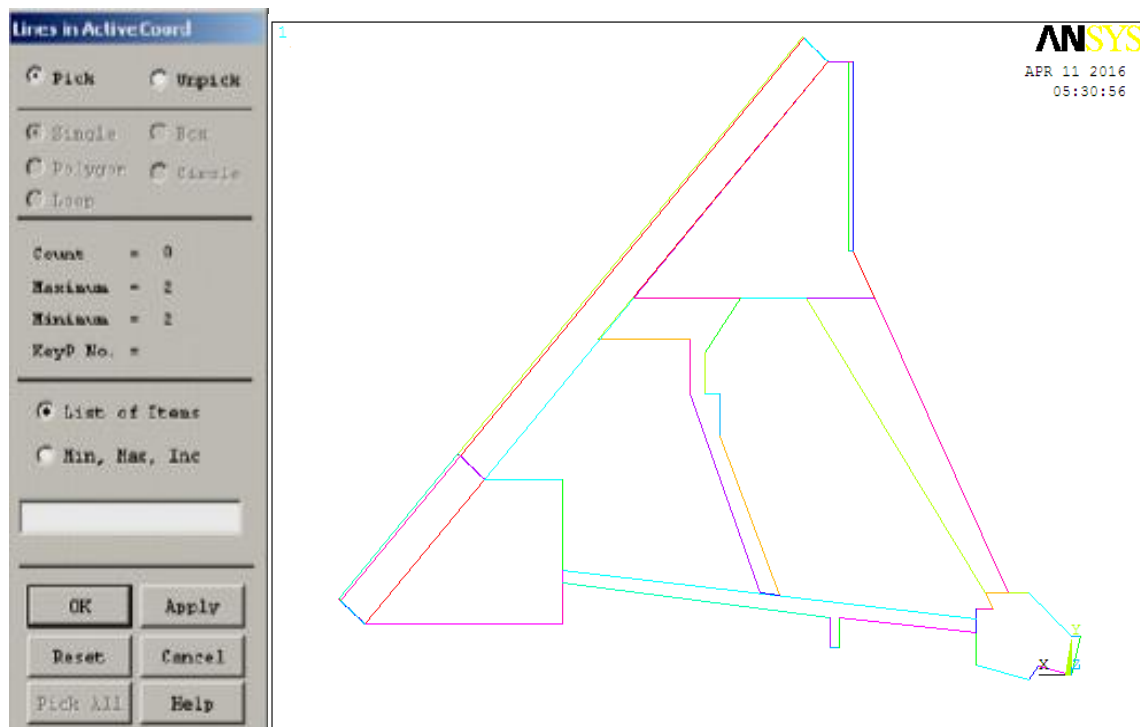 Lines in Active Coord
Pick
Unpick
Single
Box
Polygon
Circle
Loop
Count = 0
Maximum = 2
Minimum = 2
KeyP No. =
List of Items
Min, Max, Inc
OK
Apply
Reset
Cancel
Pick All
Help
1
ANSYS
APR 11 2016
05:30:56
Y
X
Z